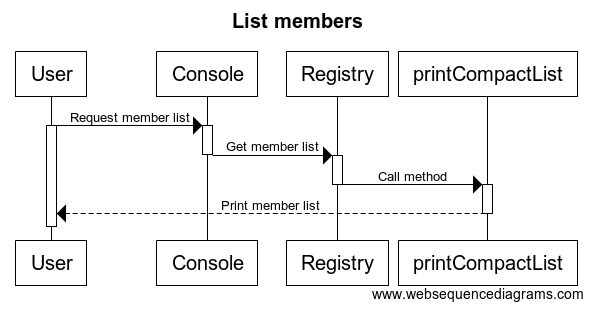 List members
User
Console
Registry
printCompactList
Request member list
Get member list
Call method
Print member list
User
Console
Registry
printCompactList
www.websequencediagrams.com